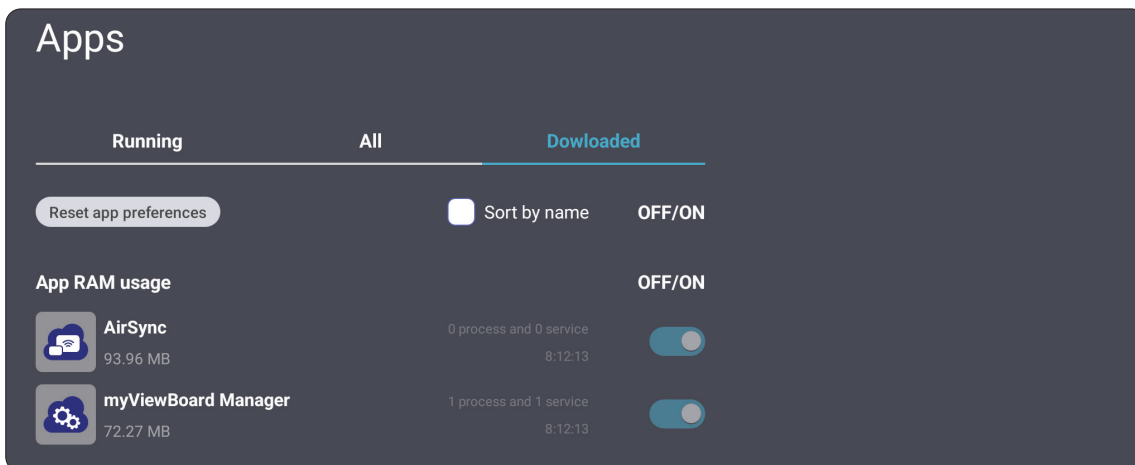 Apps
Running All Dowloaded
Reset app preferences Sort by name OFF/ON
App RAM usage OFF/ON
AirSync 0 process and 0 service
93.96 MB 8:12:13
myViewBoard Manager 1 process and 1 service
72.27 MB 8:12:13